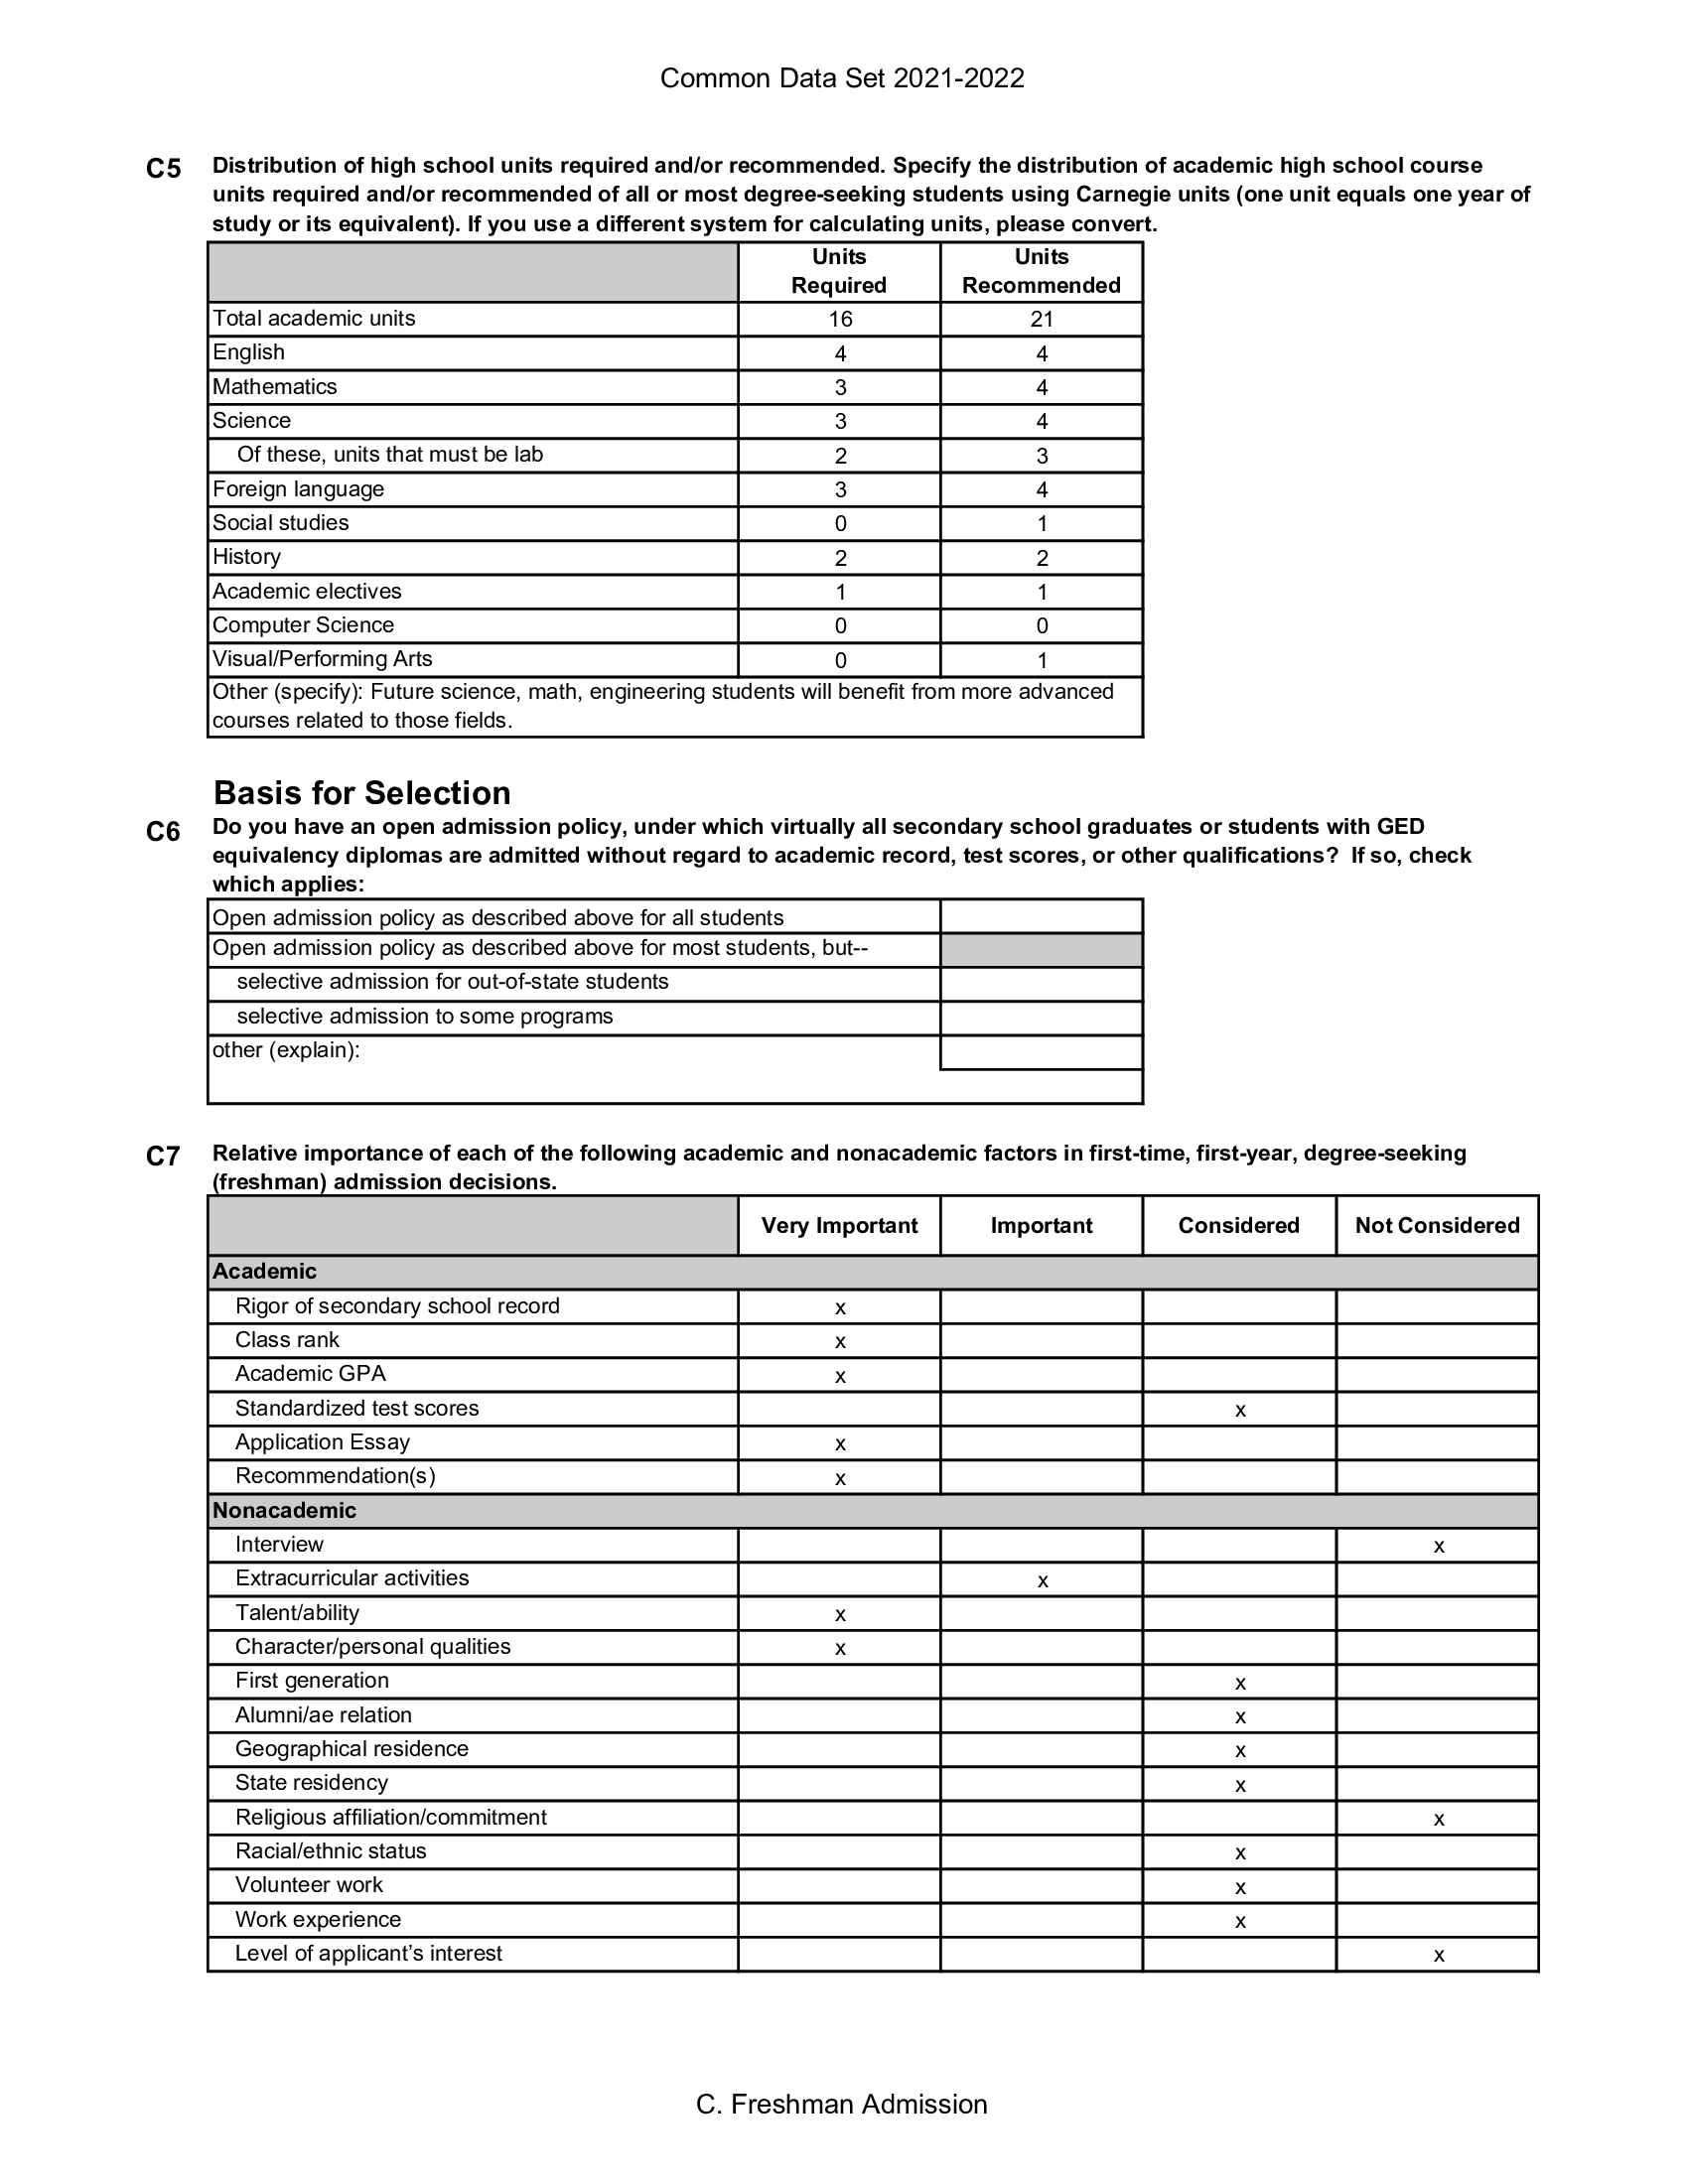 Common Data Set 2021-2022
C5 Distribution of high school units required and/or recommended. Specify the distribution of academic high school course
units required and/or recommended of all or most degree-seeking students using Carnegie units (one unit equals one year of
study or its equivalent). If you use a different system for calculating units, please convert.
Units Required Units Recommended
Total academic units 16 21
English 4 4
Mathematics 3 4
Science 3 4
Of these, units that must be lab 2 3
Foreign language 3 4
Social studies 0 1
History 2 2
Academic electives 1 1
Computer Science 0 0
Visual/Performing Arts 0 1
Other (specify): Future science, math, engineering students will benefit from more advanced
courses related to those fields.
Basis for Selection
C6 Do you have an open admission policy, under which virtually all secondary school graduates or students with GED
equivalency diplomas are admitted without regard to academic record, test scores, or other qualifications? If so, check
which applies:
Open admission policy as described above for all students
Open admission policy as described above for most students, but--
selective admission for out-of-state students
selective admission to some programs
other (explain):
C7 Relative importance of each of the following academic and nonacademic factors in first-time, first-year, degree-seeking
(freshman) admission decisions.
Very Important Important Considered Not Considered
Academic
Rigor of secondary school record x
Class rank x
Academic GPA x
Standardized test scores x
Application Essay x
Recommendation(s) x
Nonacademic
Interview x
Extracurricular activities x
Talent/ability x
Character/personal qualities x
First generation x
Alumni/ae relation x
Geographical residence x
State residency x
Religious affiliation/commitment x
Racial/ethnic status x
Volunteer work x
Work experience x
Level of applicant’s interest x
C. Freshman Admission